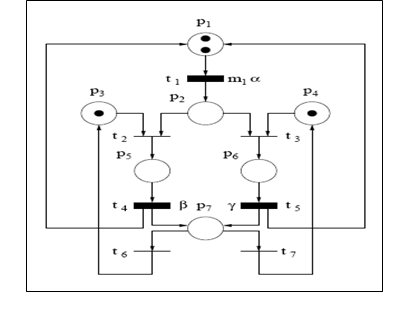 p1
t1 m1 α
p3 p2 p4
t2 t3
p5 p6
t4 β p7 γ t5
t6 t7